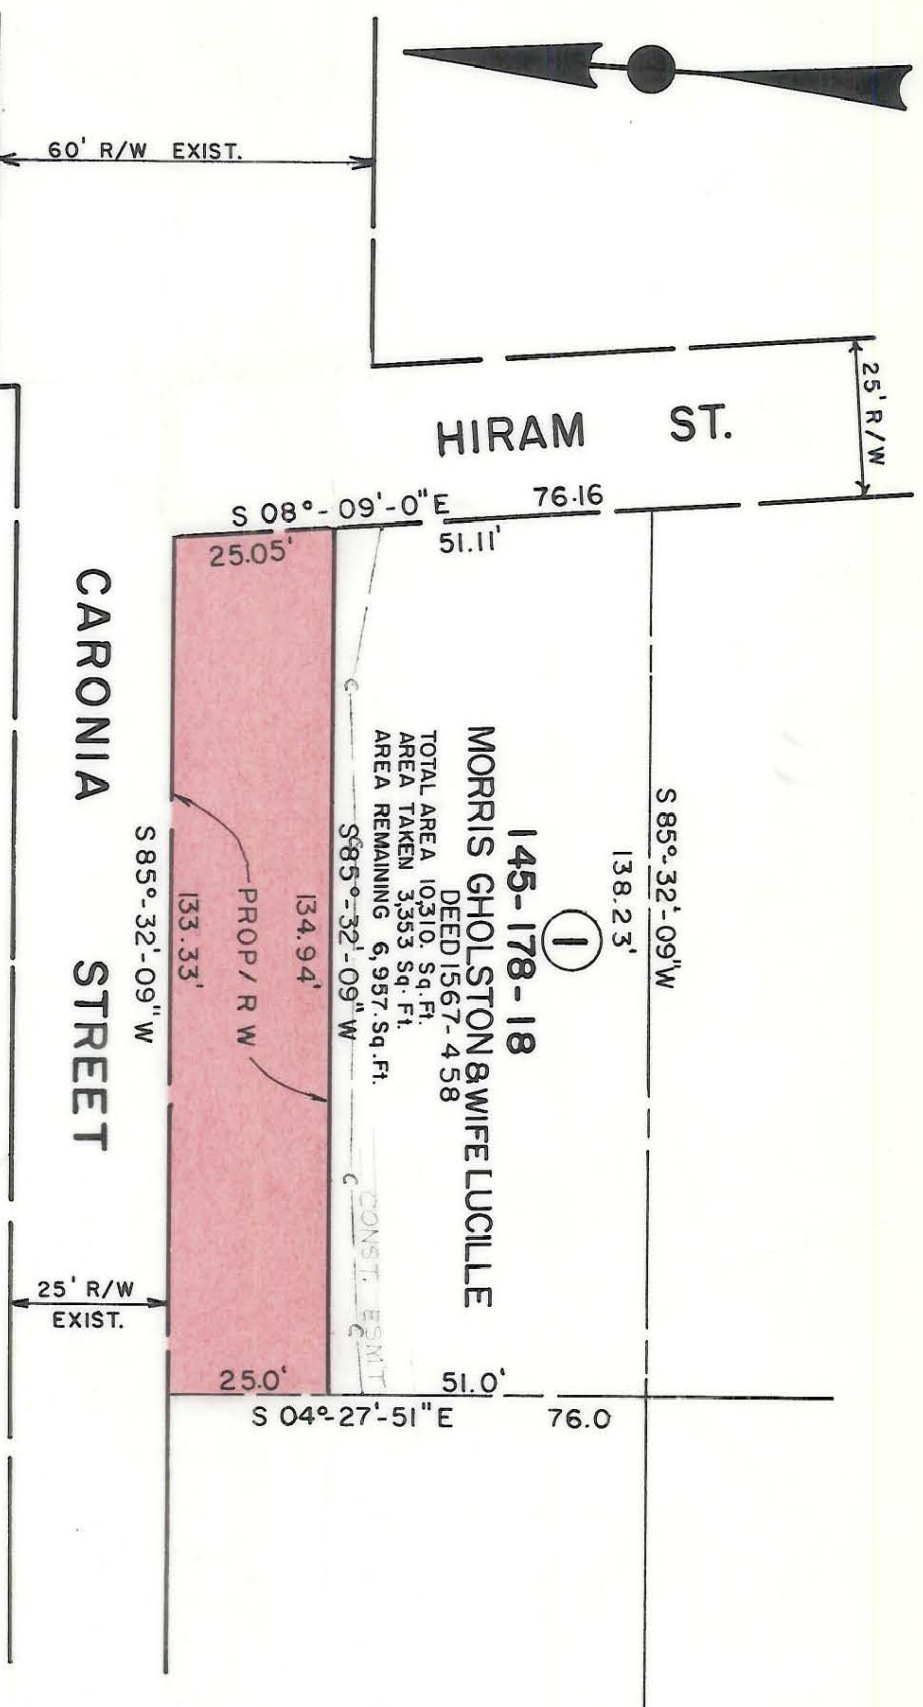 60' R/W EXIST.
25' R/W
HIRAM ST.
S 08°-09'-0" E
76.16
25.05'
51.11'
S 85°-32'-09" W
138.23'
1
145-178-18
MORRIS GHOLSTON & WIFE LUCILLE
DEED 1567-458
TOTAL AREA 10,310. Sq. Ft.
AREA TAKEN 3,353 Sq. Ft.
AREA REMAINING 6,957. Sq. Ft.
C
C
C
C
CONST. ESMT
S 85°-32'-09" W
134.94'
PROP/ R W
133.33'
S 85°-32'-09" W
CARONIA STREET
25' R/W
EXIST.
25.0'
51.0'
S 04°-27'-51" E
76.0